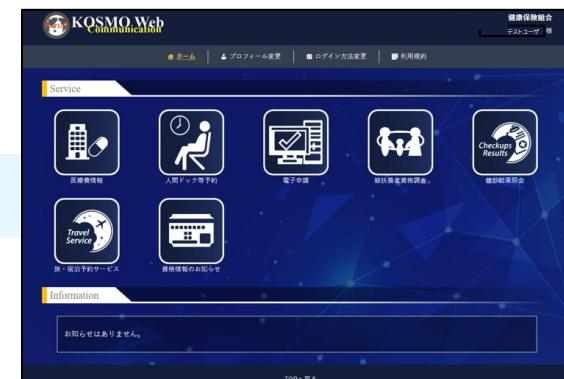 KOSMO Web
Communication
健康保険組合
テストユーザ 様
ホーム
プロフィール変更
ログイン方法変更
利用規約
Service
医療費情報
人間ドック等予約
電子申請
被扶養者資格調査。
Checkups
Results
健診結果照会
Travel
Service
旅・宿泊予約サービス
資格情報のお知らせ
Information
お知らせはありません。
TOPへ戻る